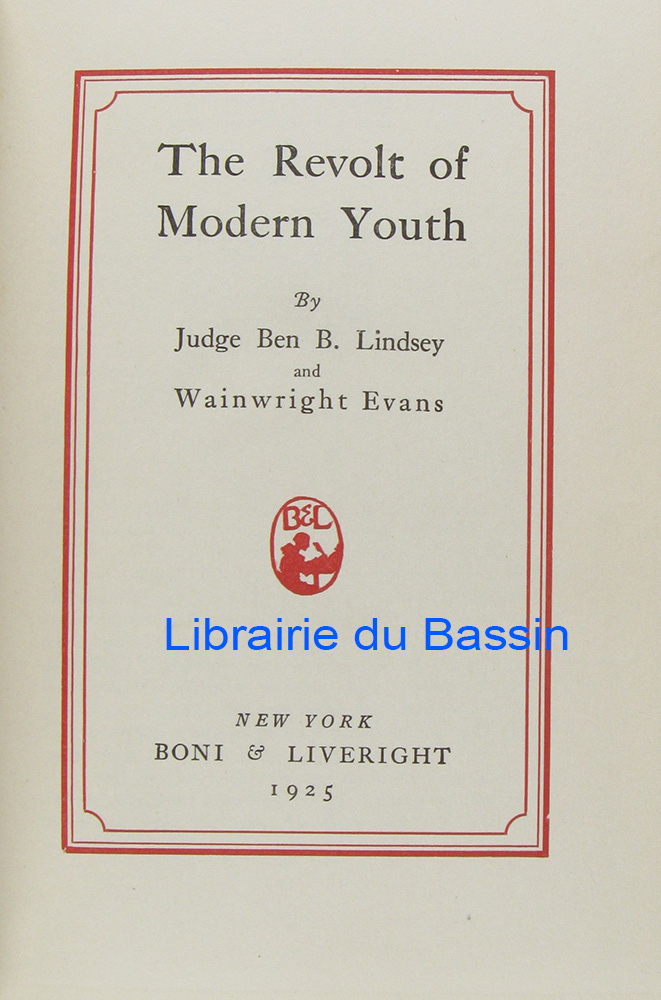 The Revolt of
Modern Youth
By
Judge Ben B. Lindsey
and
Wainwright Evans
B&L
Librairie du Bassin
NEW YORK
BONI & LIVERIGHT
1925